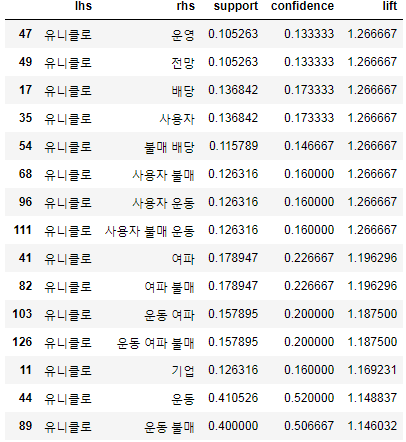 lhs rhs support confidence lift
47 유니클로 운영 0.105263 0.133333 1.266667
49 유니클로 전망 0.105263 0.133333 1.266667
17 유니클로 배당 0.136842 0.173333 1.266667
35 유니클로 사용자 0.136842 0.173333 1.266667
54 유니클로 불매 배당 0.115789 0.146667 1.266667
68 유니클로 사용자 불매 0.126316 0.160000 1.266667
96 유니클로 사용자 운동 0.126316 0.160000 1.266667
111 유니클로 사용자 불매 운동 0.126316 0.160000 1.266667
41 유니클로 여파 0.178947 0.226667 1.196296
82 유니클로 여파 불매 0.178947 0.226667 1.196296
103 유니클로 운동 여파 0.157895 0.200000 1.187500
126 유니클로 운동 여파 불매 0.157895 0.200000 1.187500
11 유니클로 기업 0.126316 0.160000 1.169231
44 유니클로 운동 0.410526 0.520000 1.148837
89 유니클로 운동 불매 0.400000 0.506667 1.146032